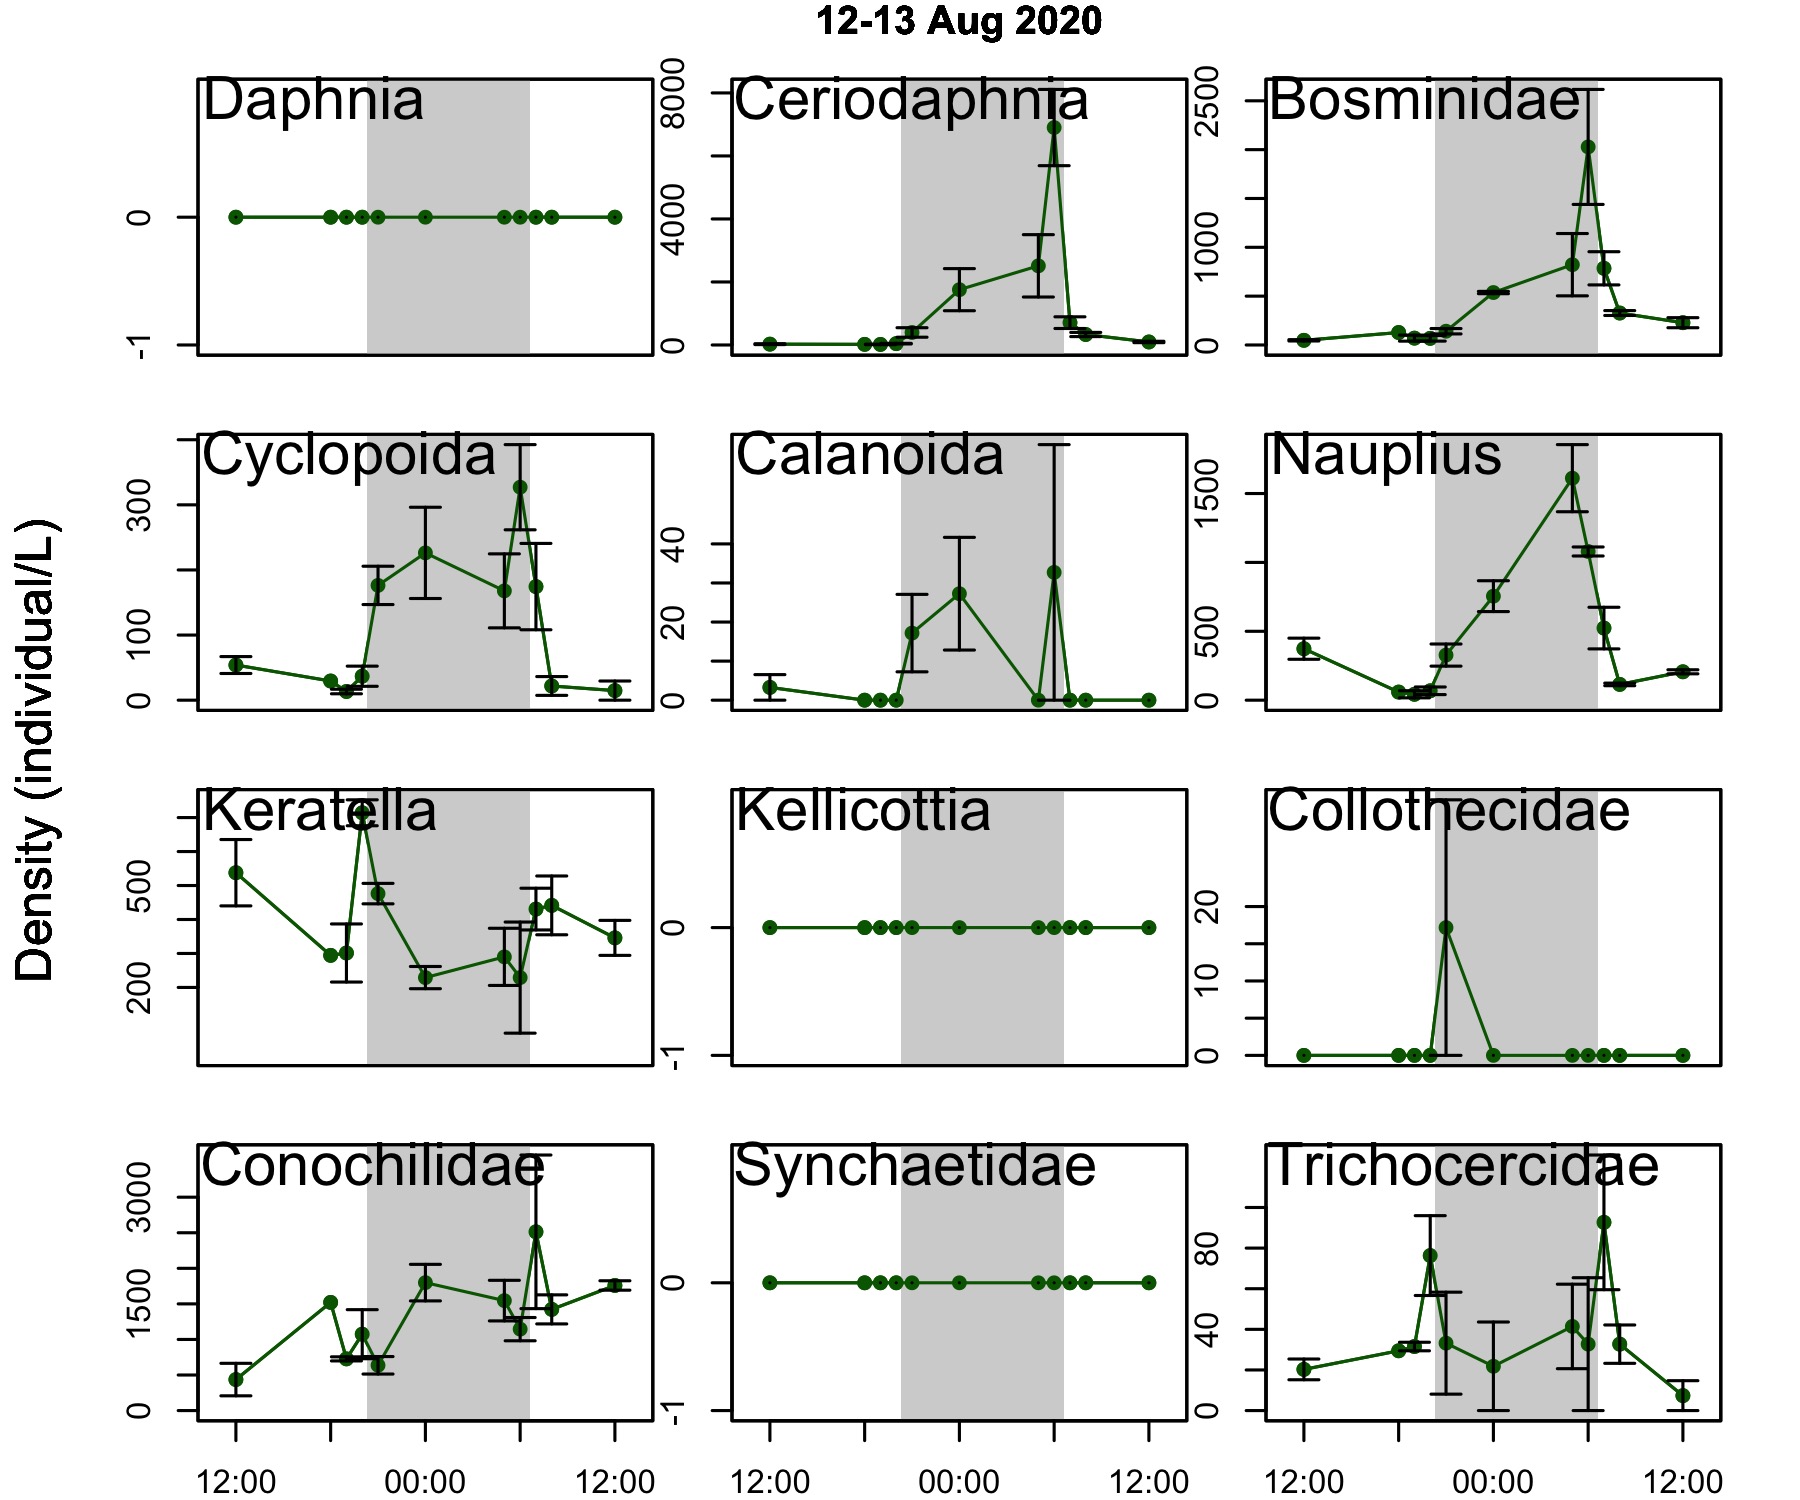 12-13 Aug 2020
Density (individual/L)
Daphnia
0
-1
Ceriodaphnia
8000
4000
0
Bosminidae
2500
1000
0
Cyclopoida
300
100
0
Calanoida
40
20
0
Nauplius
1500
500
0
Keratella
500
200
Kellicottia
0
-1
Collothecidae
20
10
0
Conochilidae
3000
1500
0
Synchaetidae
0
-1
Trichocercidae
80
40
0
12:00 00:00 12:00
12:00 00:00 12:00
12:00 00:00 12:00